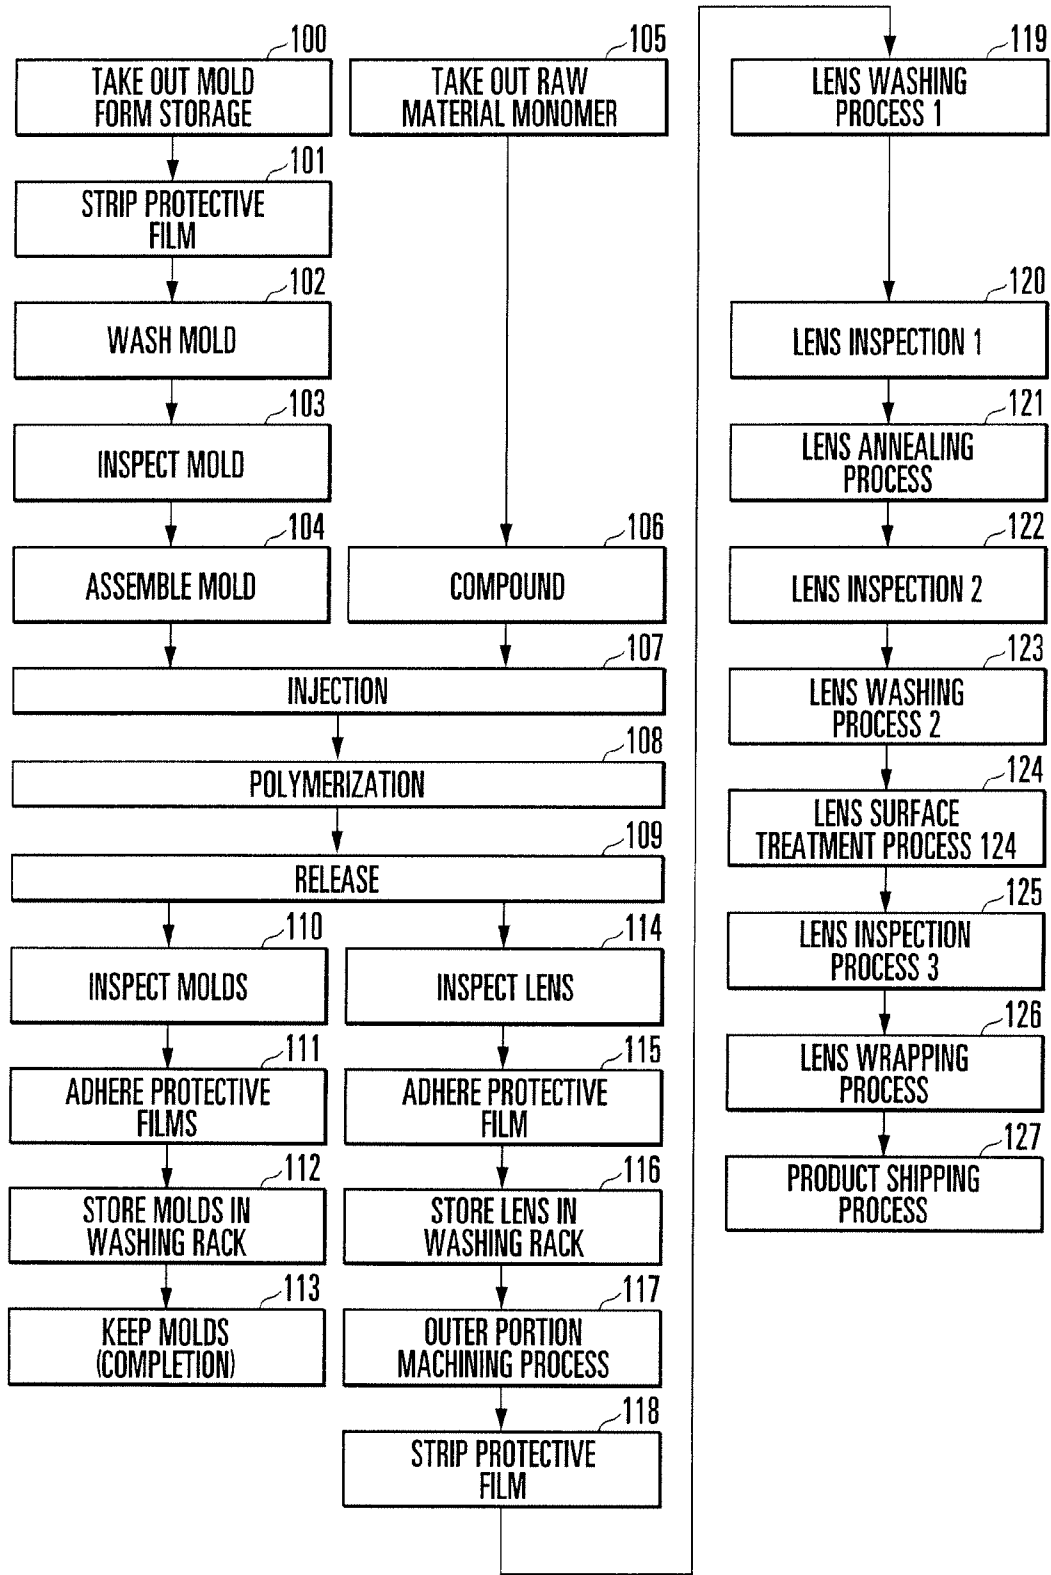 100
TAKE OUT MOLD
FORM STORAGE
101
STRIP PROTECTIVE
FILM
102
WASH MOLD
103
INSPECT MOLD
104
ASSEMBLE MOLD
105
TAKE OUT RAW
MATERIAL MONOMER
106
COMPOUND
107
INJECTION
108
POLYMERIZATION
109
RELEASE
110
INSPECT MOLDS
111
ADHERE PROTECTIVE
FILMS
112
STORE MOLDS IN
WASHING RACK
113
KEEP MOLDS
(COMPLETION)
114
INSPECT LENS
115
ADHERE PROTECTIVE
FILM
116
STORE LENS IN
WASHING RACK
117
OUTER PORTION
MACHINING PROCESS
118
STRIP PROTECTIVE
FILM
119
LENS WASHING
PROCESS 1
120
LENS INSPECTION 1
121
LENS ANNEALING
PROCESS
122
LENS INSPECTION 2
123
LENS WASHING
PROCESS 2
124
LENS SURFACE
TREATMENT PROCESS 124
125
LENS INSPECTION
PROCESS 3
126
LENS WRAPPING
PROCESS
127
PRODUCT SHIPPING
PROCESS